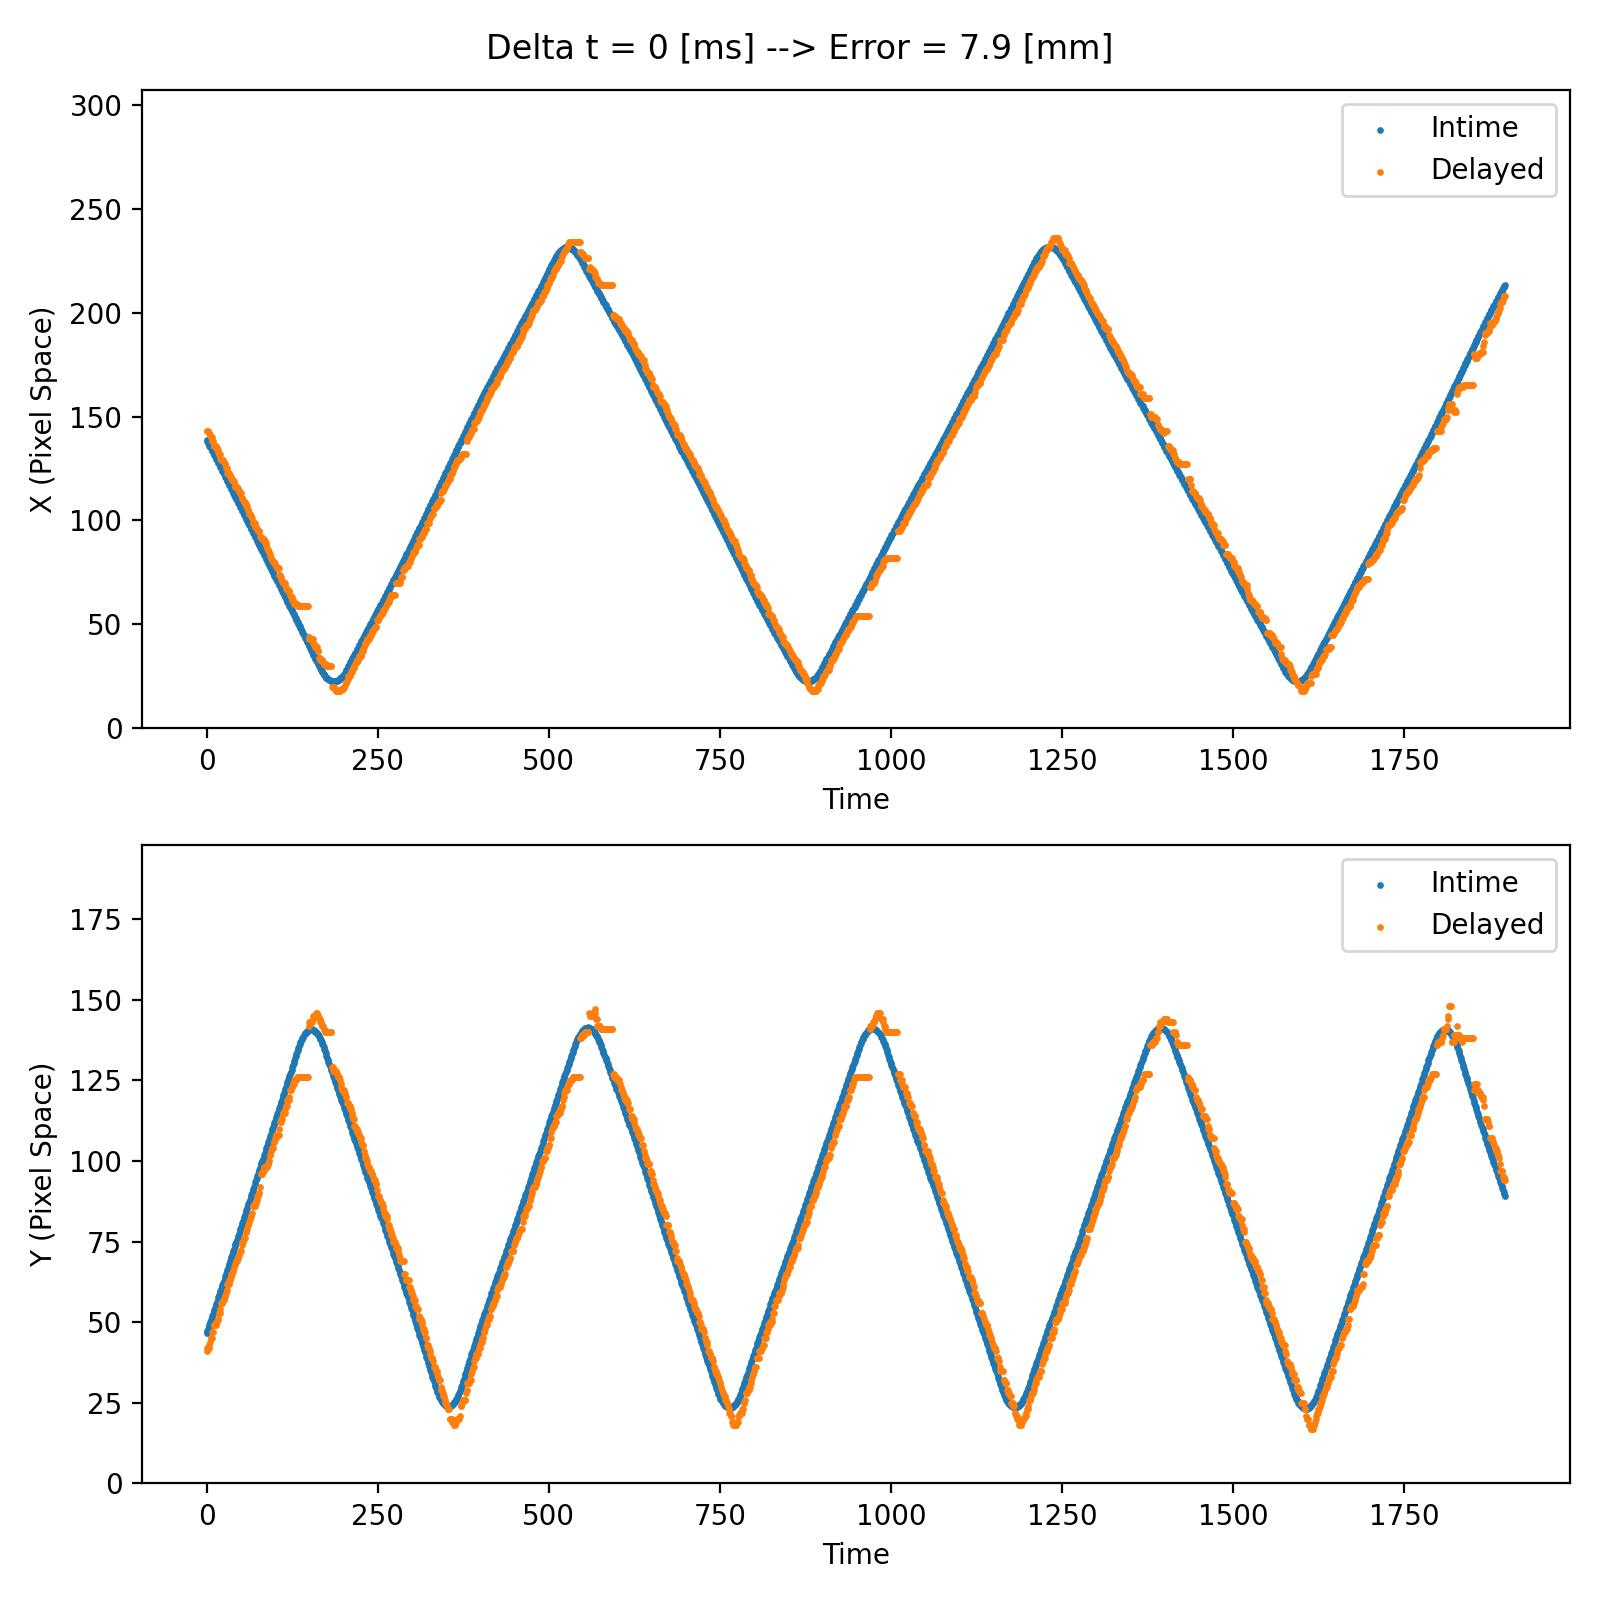 Delta t = 0 [ms] --> Error = 7.9 [mm]
300
250
200
150
100
50
0
X (Pixel Space)
Intime
Delayed
0 250 500 750 1000 1250 1500 1750
Time
175
150
125
100
75
50
25
0
Y (Pixel Space)
Intime
Delayed
0 250 500 750 1000 1250 1500 1750
Time